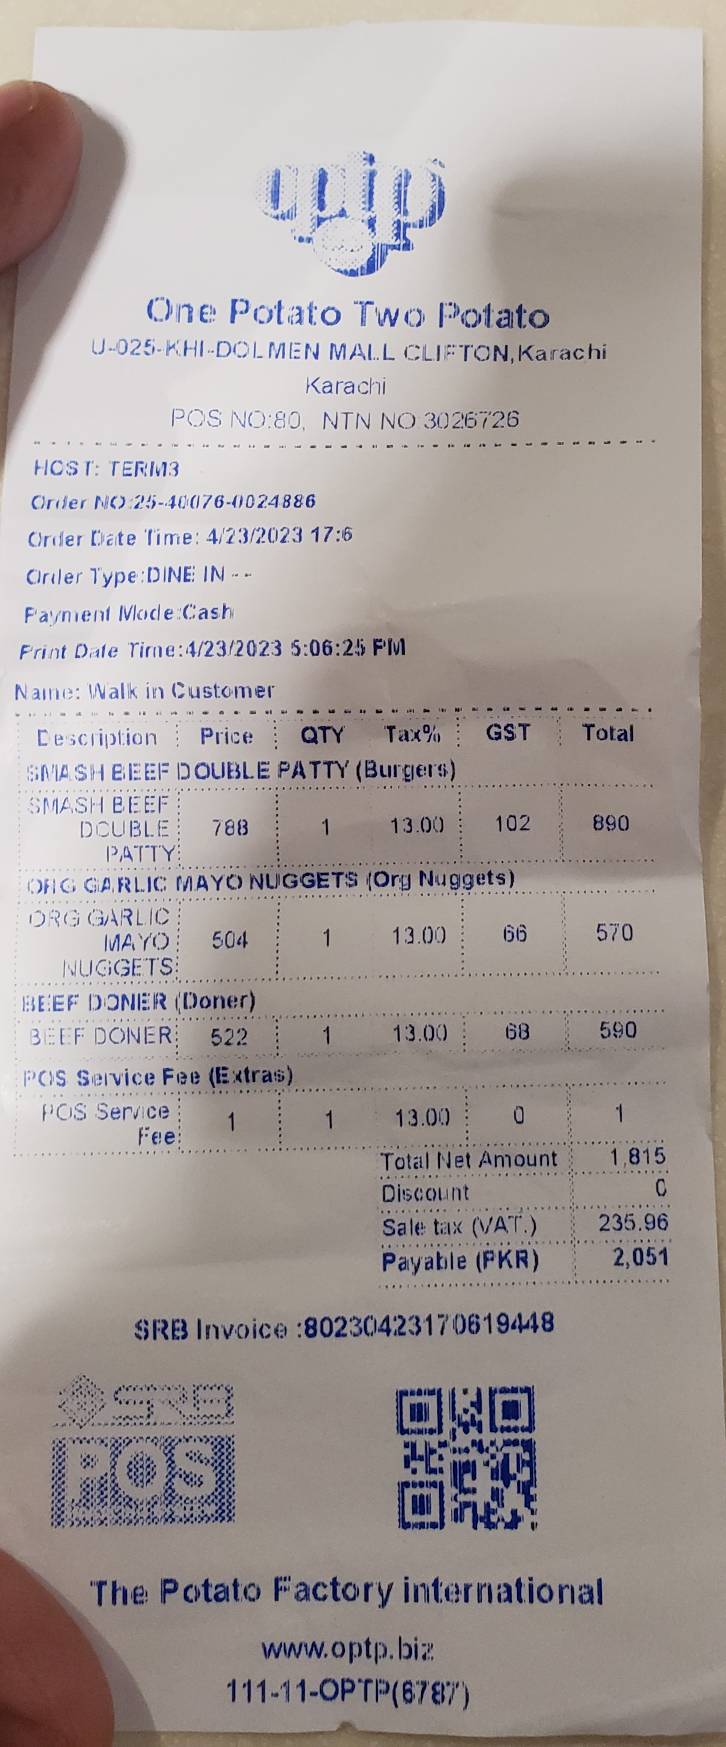 optp
One Potato Two Potato
U-025-KHI-DOLMEN MALL CLIFTON,Karachi
Karachi
POS NO:80, NTN NO 3026726
HOST: TERM3
Order NO:25-40076-0024886
Order Date Time: 4/23/2023 17:6
Order Type:DINE IN --
Payment Mode:Cash
Print Date Time:4/23/2023 5:06:25 PM
Name: Walk in Customer
Description Price QTY Tax% GST Total
SMASH BEEF DOUBLE PATTY (Burgers)
SMASH BEEF
DOUBLE 788 1 13.00 102 890
PATTY
ORG GARLIC MAYO NUGGETS (Org Nuggets)
ORG GARLIC
MAYO 504 1 13.00 66 570
NUGGETS
BEEF DONER (Doner)
BEEF DONER 522 1 13.00 68 590
POS Service Fee (Extras)
POS Service
Fee 1 1 13.00 0 1
Total Net Amount 1,815
Discount 0
Sale tax (VAT.) 235.96
Payable (PKR) 2,051
SRB Invoice :80230423170619448
SRB
POS
The Potato Factory international
www.optp.biz
111-11-OPTP(6787)